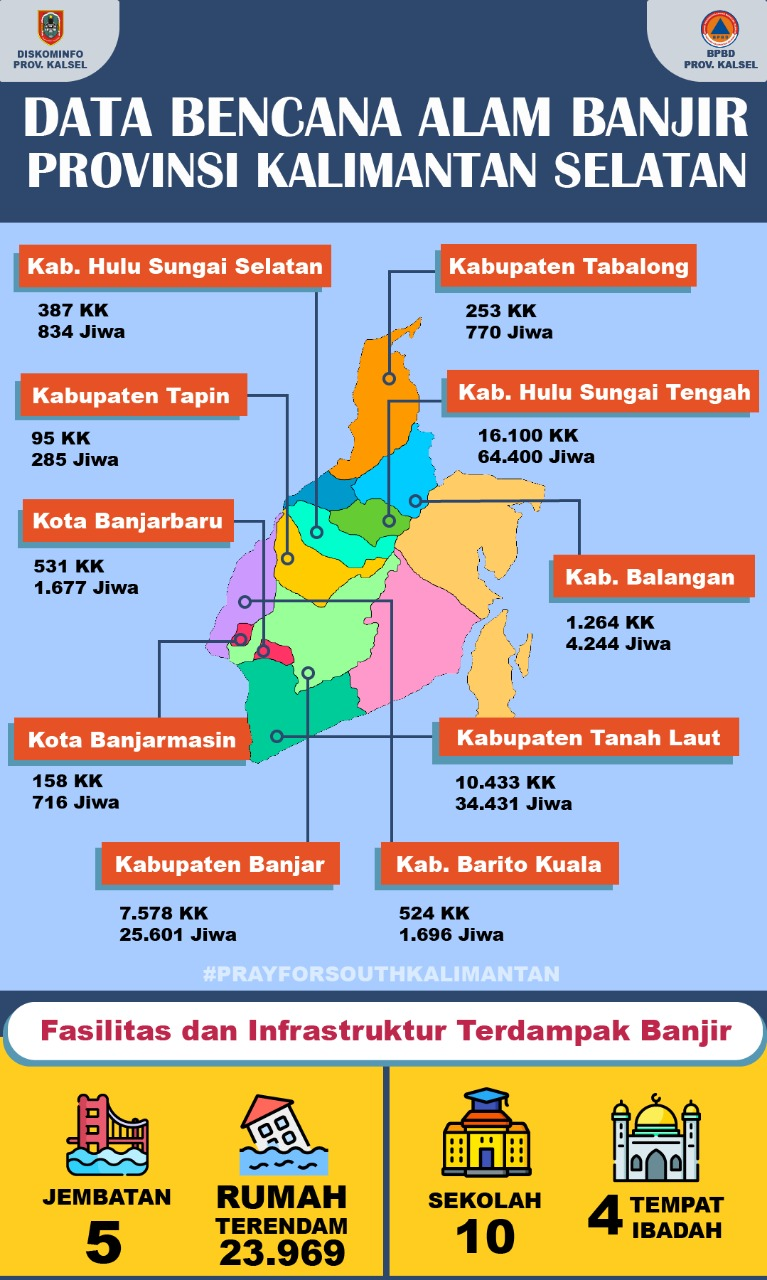 DISKOMINFO
PROV. KALSEL
BPBD
PROV. KALSEL
DATA BENCANA ALAM BANJIR
PROVINSI KALIMANTAN SELATAN
Kab. Hulu Sungai Selatan
387 KK
834 Jiwa
Kabupaten Tabalong
253 KK
770 Jiwa
Kabupaten Tapin
95 KK
285 Jiwa
Kab. Hulu Sungai Tengah
16.100 KK
64.400 Jiwa
Kota Banjarbaru
531 KK
1.677 Jiwa
Kab. Balangan
1.264 KK
4.244 Jiwa
Kota Banjarmasin
158 KK
716 Jiwa
Kabupaten Tanah Laut
10.433 KK
34.431 Jiwa
Kabupaten Banjar
7.578 KK
25.601 Jiwa
Kab. Barito Kuala
524 KK
1.696 Jiwa
#PRAYFORSOUTHKALIMANTAN
Fasilitas dan Infrastruktur Terdampak Banjir
JEMBATAN
5
RUMAH
TERENDAM
23.969
SEKOLAH
10
4 TEMPAT
IBADAH